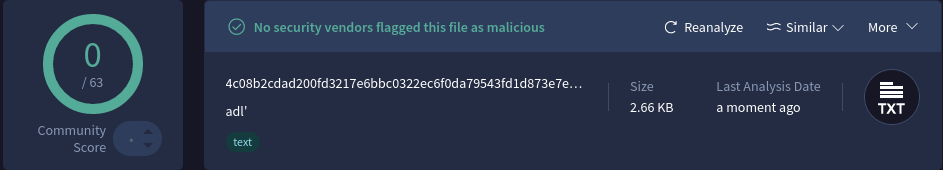 0
/ 63
Community
Score
No security vendors flagged this file as malicious
Reanalyze
Similar
More
4c08b2cdad200fd3217e6bbc0322ec6f0da79543fd1d873e7e…
adl'
text
Size
2.66 KB
Last Analysis Date
a moment ago
TXT